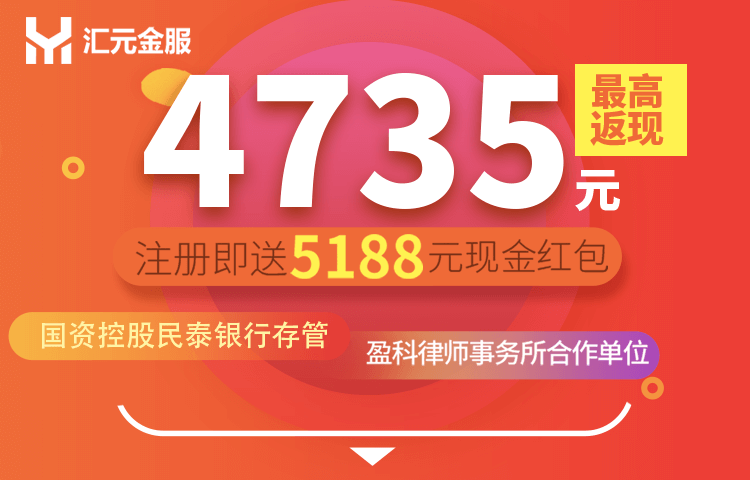 汇元金服
4735元
最高
返现
注册即送5188元现金红包
国资控股民泰银行存管
盈科律师事务所合作单位